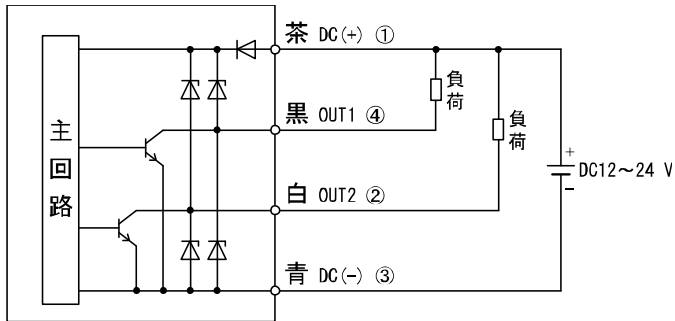 茶 DC(+) ①
負荷
主回路
黒 OUT1 ④
負荷
+
DC12～24 V
-
白 OUT2 ②
青 DC(-) ③